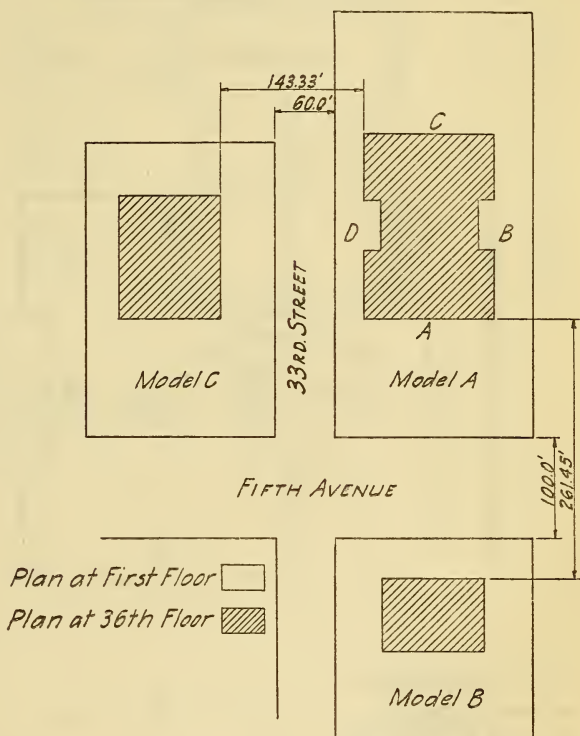 143.33'
60.0'
C
D
B
A
33RD. STREET
Model C
Model A
FIFTH AVENUE
100.0'
261.45'
Plan at First Floor
Plan at 36th Floor
Model B